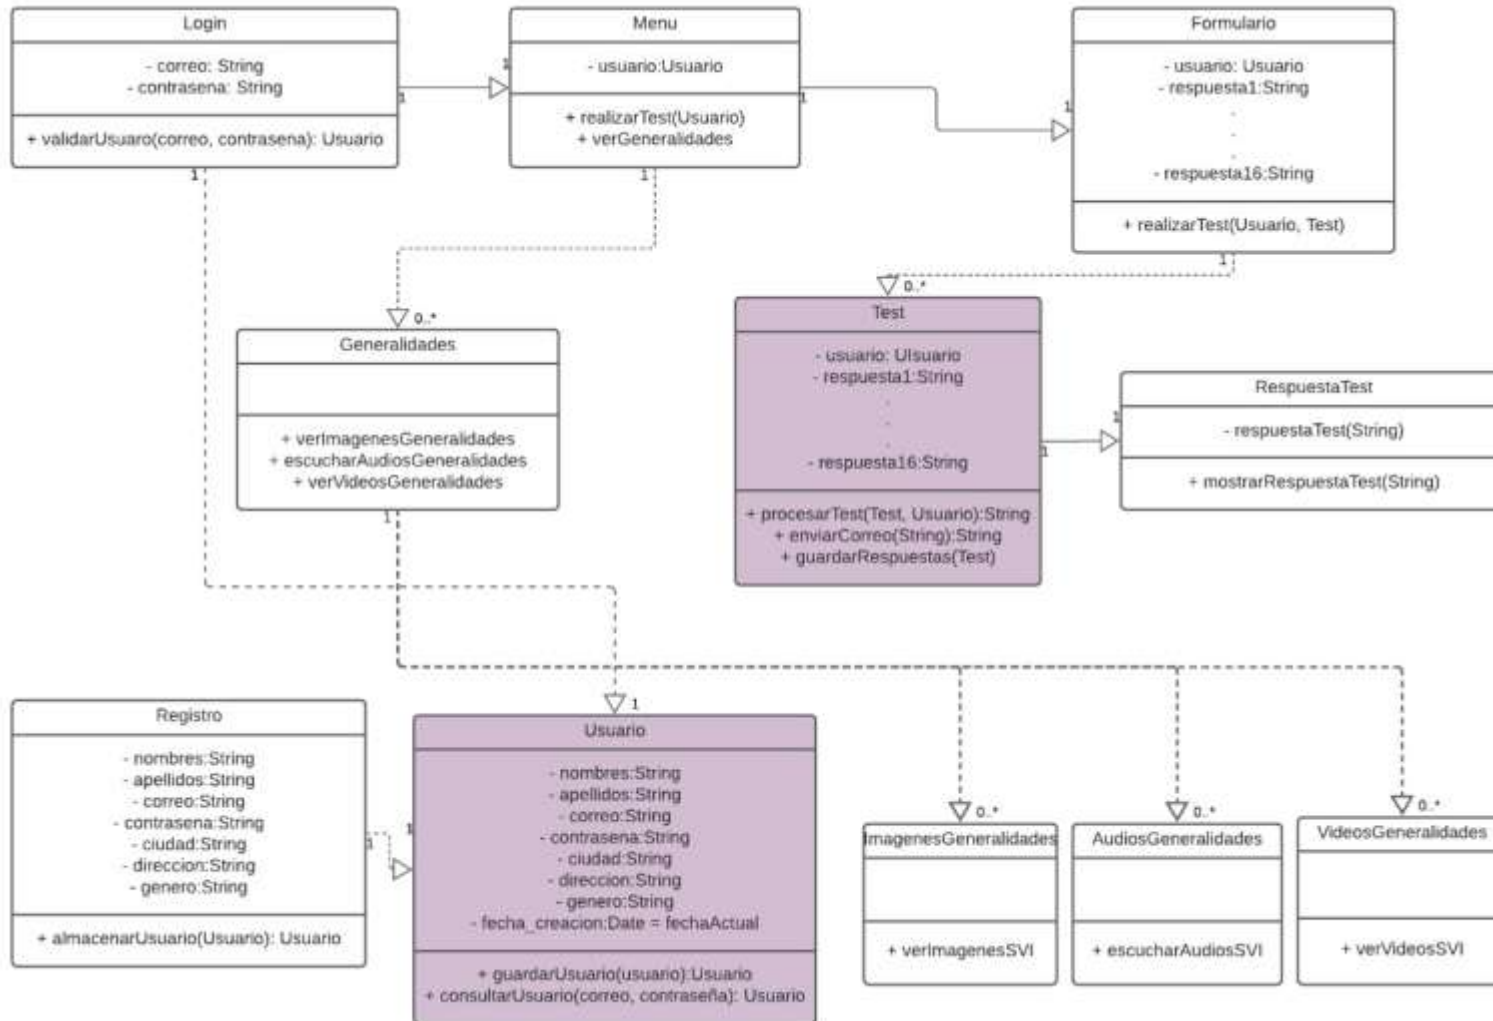 Login
- correo: String
- contrasena: String
+ validarUsuaro(correo, contrasena): Usuario
1
1
Menu
- usuario:Usuario
+ realizarTest(Usuario)
+ verGeneralidades
1
1
1
Formulario
- usuario: Usuario
- respuesta1:String
.
.
.
- respuesta16:String
+ realizarTest(Usuario, Test)
1
1
0..*
Generalidades
+ verImagenesGeneralidades
+ escucharAudiosGeneralidades
+ verVideosGeneralidades
1
0..*
Test
- usuario: UIsuario
- respuesta1:String
.
.
.
- respuesta16:String
+ procesarTest(Test, Usuario):String
+ enviarCorreo(String):String
+ guardarRespuestas(Test)
1
RespuestaTest
- respuestaTest(String)
+ mostrarRespuestaTest(String)
Registro
- nombres:String
- apellidos:String
- correo:String
- contrasena:String
- ciudad:String
- direccion:String
- genero:String
+ almacenarUsuario(Usuario): Usuario
1
1
1
Usuario
- nombres:String
- apellidos:String
- correo:String
- contrasena:String
- ciudad:String
- direccion:String
- genero:String
- fecha_creacion:Date = fechaActual
+ guardarUsuario(usuario):Usuario
+ consultarUsuario(correo, contraseña): Usuario
0..*
ImagenesGeneralidades
+ verImagenesSVI
0..*
AudiosGeneralidades
+ escucharAudiosSVI
0..*
VideosGeneralidades
+ verVideosSVI